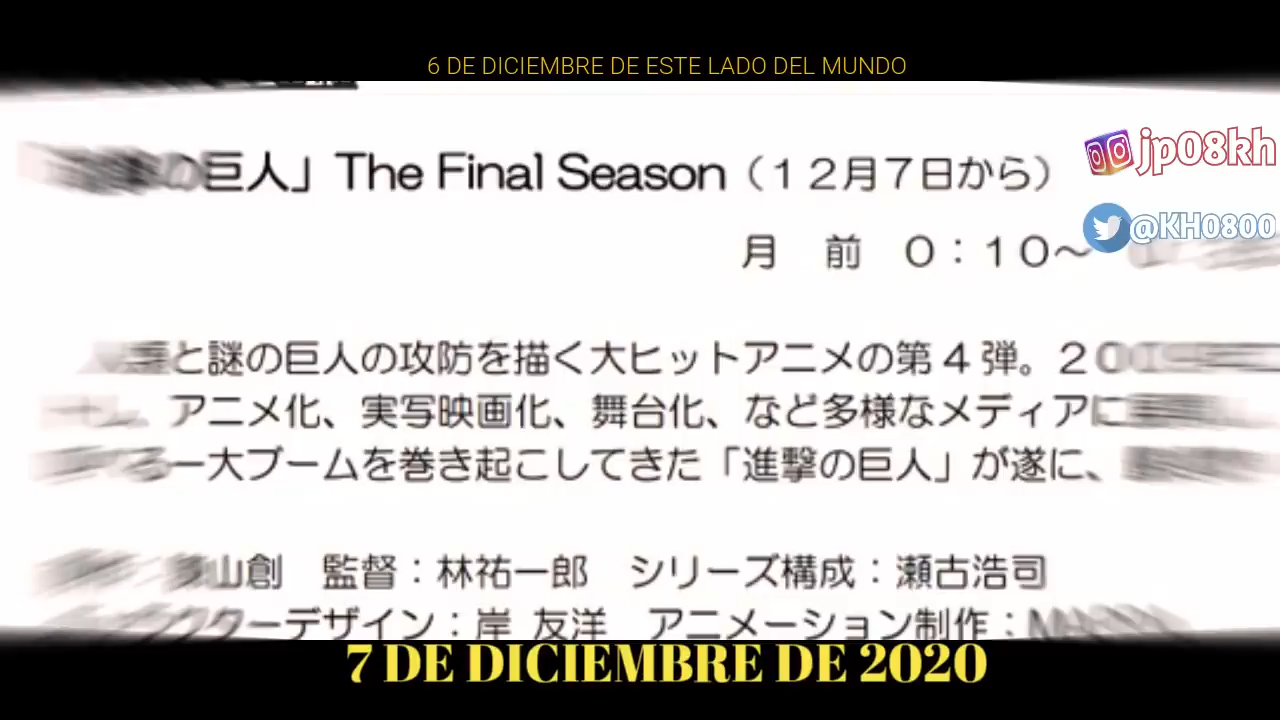 6 DE DICIEMBRE DE ESTE LADO DEL MUNDO
の巨人」The Final Season（１２月７日から）
jp08kh
月　前　０：１０～
@KH0800
と謎の巨人の攻防を描く大ヒットアニメの第４弾。２０
アニメ化、実写映画化、舞台化、など多様なメディアに
る一大ブームを巻き起こしてきた「進撃の巨人」が遂に、
山創　監督：林祐一郎　シリーズ構成：瀬古浩司
クターデザイン：岸 友洋　アニメーション制作：
7 DE DICIEMBRE DE 2020